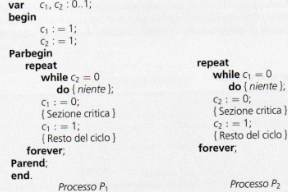 var c₁, c₂ : 0..1;
begin
c₁ : = 1;
c₂ : = 1;
Parbegin
repeat
while c₂ = 0
do { niente };
c₁ : = 0;
{ Sezione critica }
c₁ : = 1;
{ Resto del ciclo }
forever;
Parend;
end.
Processo P₁
repeat
while c₁ = 0
do { niente };
c₂ : = 0;
{ Sezione critica }
c₂ : = 1;
{ Resto del ciclo }
forever;
Processo P₂